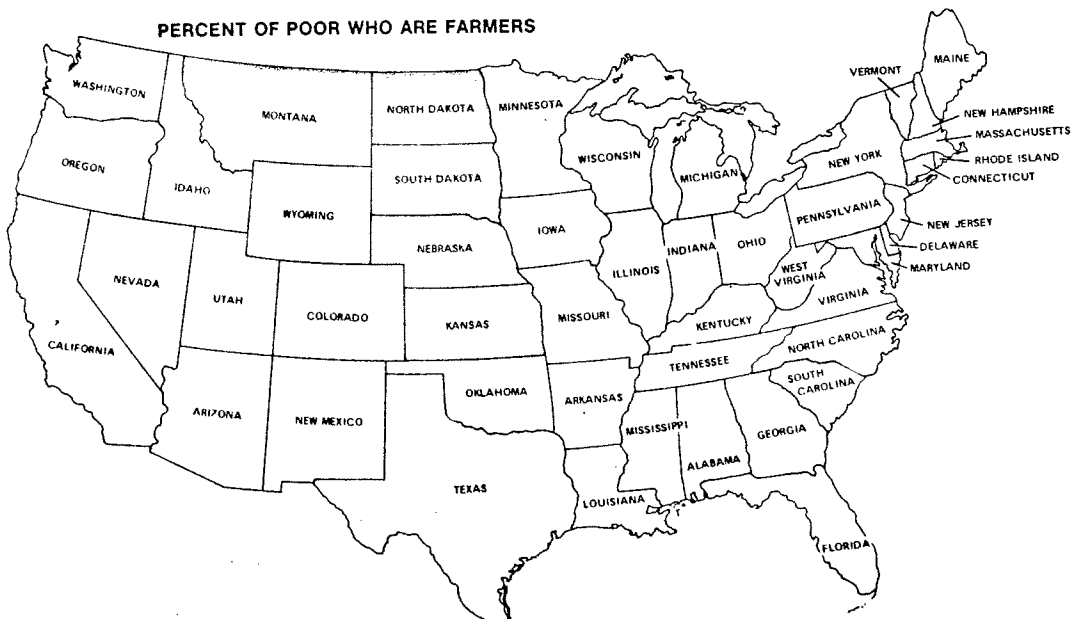 PERCENT OF POOR WHO ARE FARMERS
WASHINGTON
MONTANA
NORTH DAKOTA
MINNESOTA
VERMONT
MAINE
NEW HAMPSHIRE
MASSACHUSETTS
RHODE ISLAND
CONNECTICUT
OREGON
IDAHO
WYOMING
SOUTH DAKOTA
WISCONSIN
MICHIGAN
NEW YORK
PENNSYLVANIA
NEW JERSEY
DELAWARE
MARYLAND
NEVADA
UTAH
COLORADO
NEBRASKA
IOWA
ILLINOIS
INDIANA
OHIO
WEST
VIRGINIA
VIRGINIA
CALIFORNIA
KANSAS
MISSOURI
KENTUCKY
NORTH CAROLINA
TENNESSEE
SOUTH
CAROLINA
ARIZONA
NEW MEXICO
OKLAHOMA
ARKANSAS
MISSISSIPPI
ALABAMA
GEORGIA
TEXAS
LOUISIANA
FLORIDA